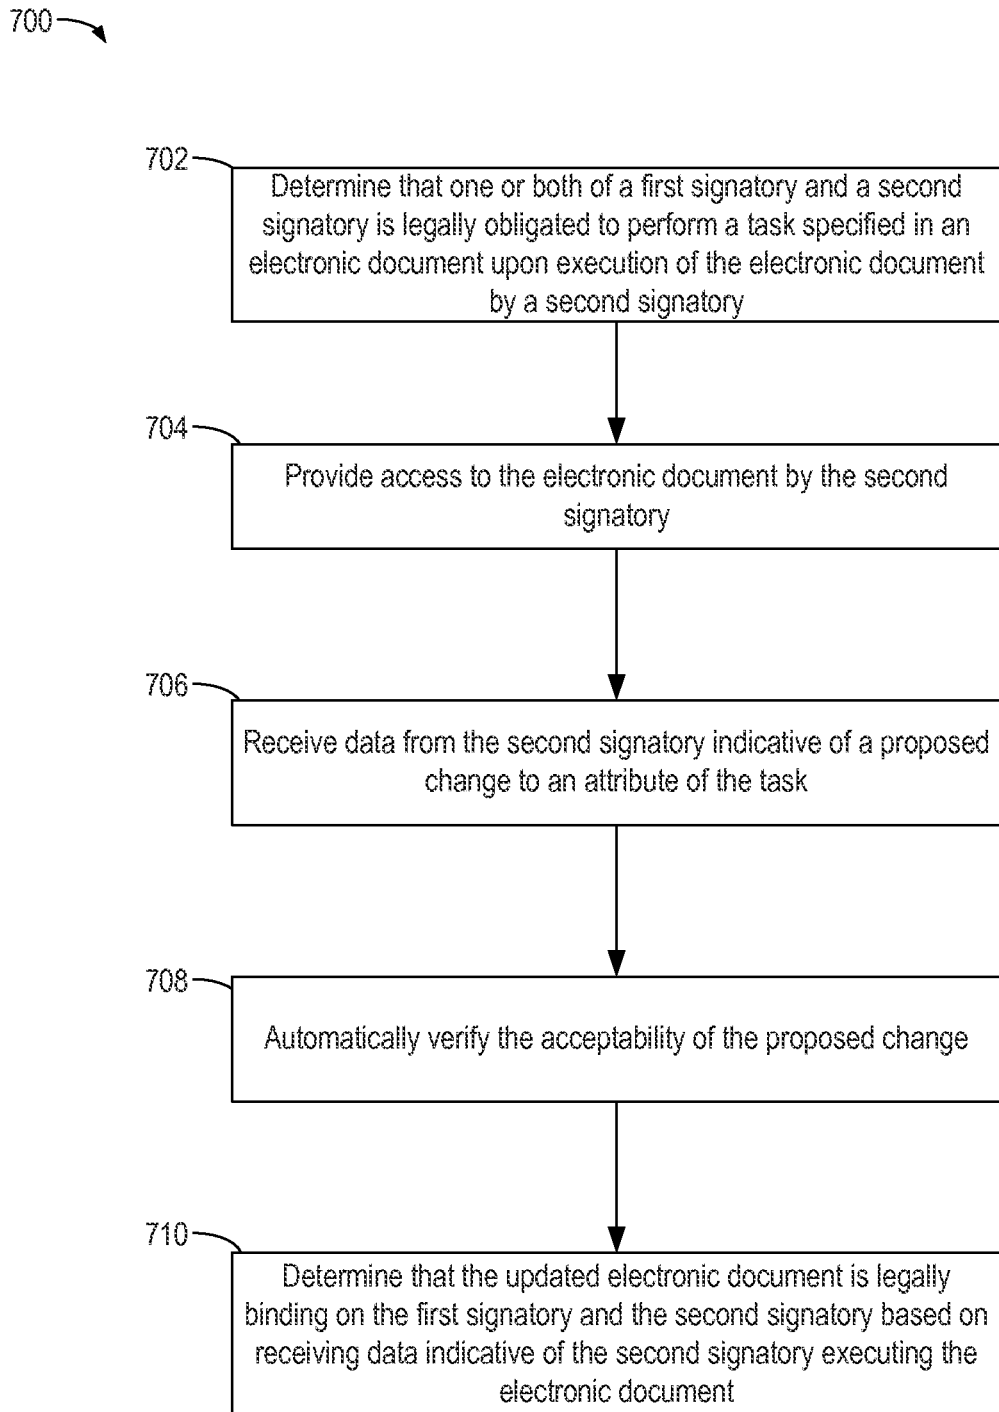 700
702
Determine that one or both of a first signatory and a second
signatory is legally obligated to perform a task specified in an
electronic document upon execution of the electronic document
by a second signatory
704
Provide access to the electronic document by the second
signatory
706
Receive data from the second signatory indicative of a proposed
change to an attribute of the task
708
Automatically verify the acceptability of the proposed change
710
Determine that the updated electronic document is legally
binding on the first signatory and the second signatory based on
receiving data indicative of the second signatory executing the
electronic document